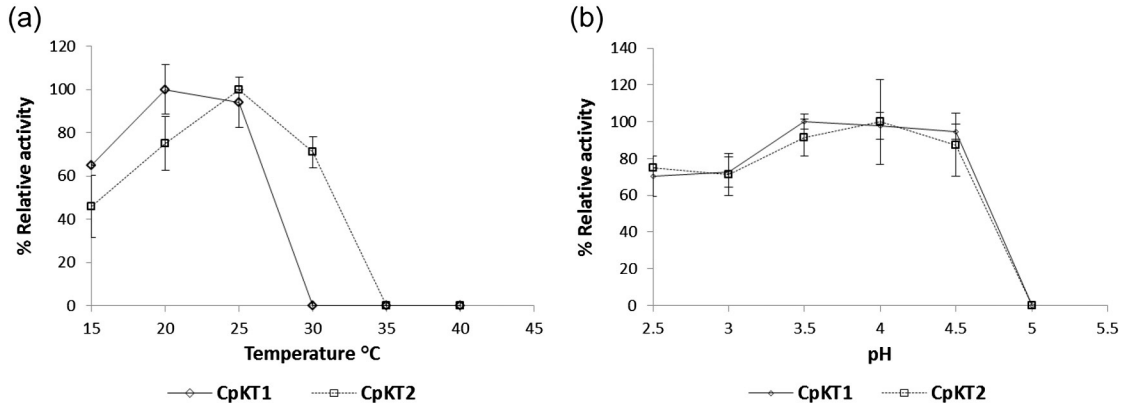 (a)
120
100
80
60
40
20
0
% Relative activity
15 20 25 30 35 40 45
Temperature °C
CpKT1 CpKT2
(b)
140
120
100
80
60
40
20
0
% Relative activity
2.5 3 3.5 4 4.5 5 5.5
pH
CpKT1 CpKT2